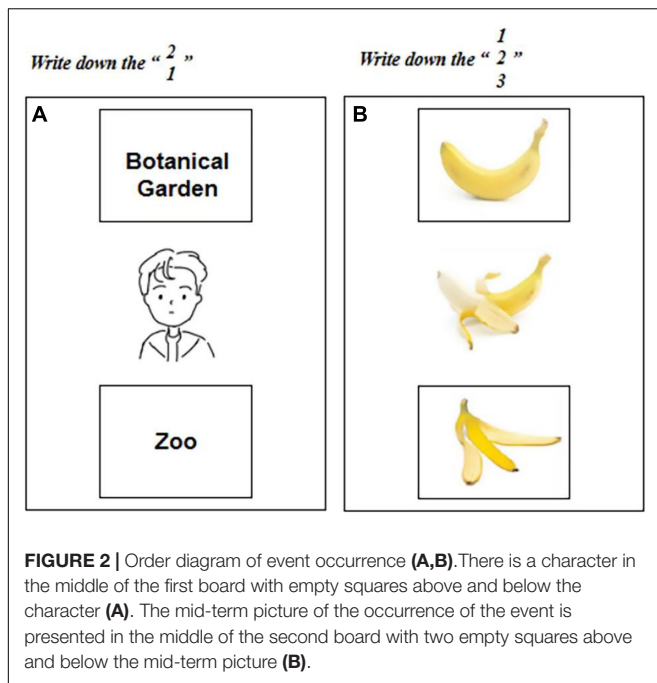 Write down the “ 2 ”
1
1
Write down the “ 2 ”
3
A
Botanical
Garden
Zoo
B
FIGURE 2 | Order diagram of event occurrence (A,B).There is a character in
the middle of the first board with empty squares above and below the
character (A). The mid-term picture of the occurrence of the event is
presented in the middle of the second board with two empty squares above
and below the mid-term picture (B).